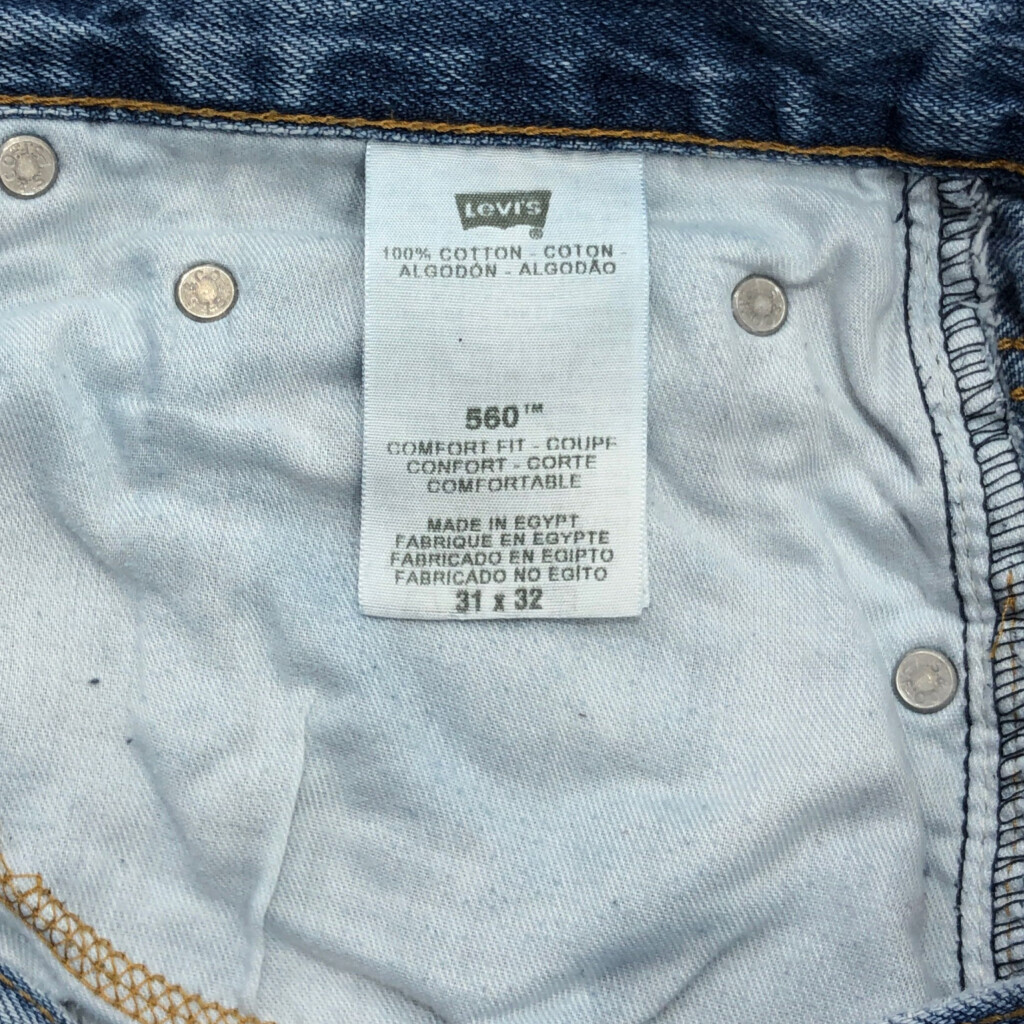 Levi's
®
100% COTTON - COTON -
ALGODÓN - ALGODÃO
560™
COMFORT FIT - COUPE
CONFORT - CORTE
COMFORTABLE
MADE IN EGYPT
FABRIQUE EN EGYPTE
FABRICADO EN EGIPTO
FABRICADO NO EGÍTO
31 x 32